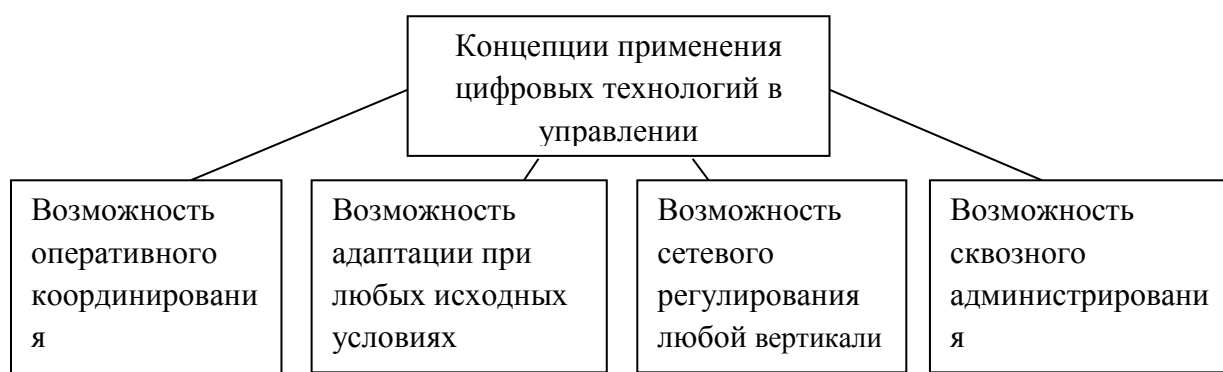 Концепции применения
цифровых технологий в
управлении
Возможность
оперативного
координировани
я
Возможность
адаптации при
любых исходных
условиях
Возможность
сетевого
регулирования
любой вертикали
Возможность
сквозного
администрировани
я